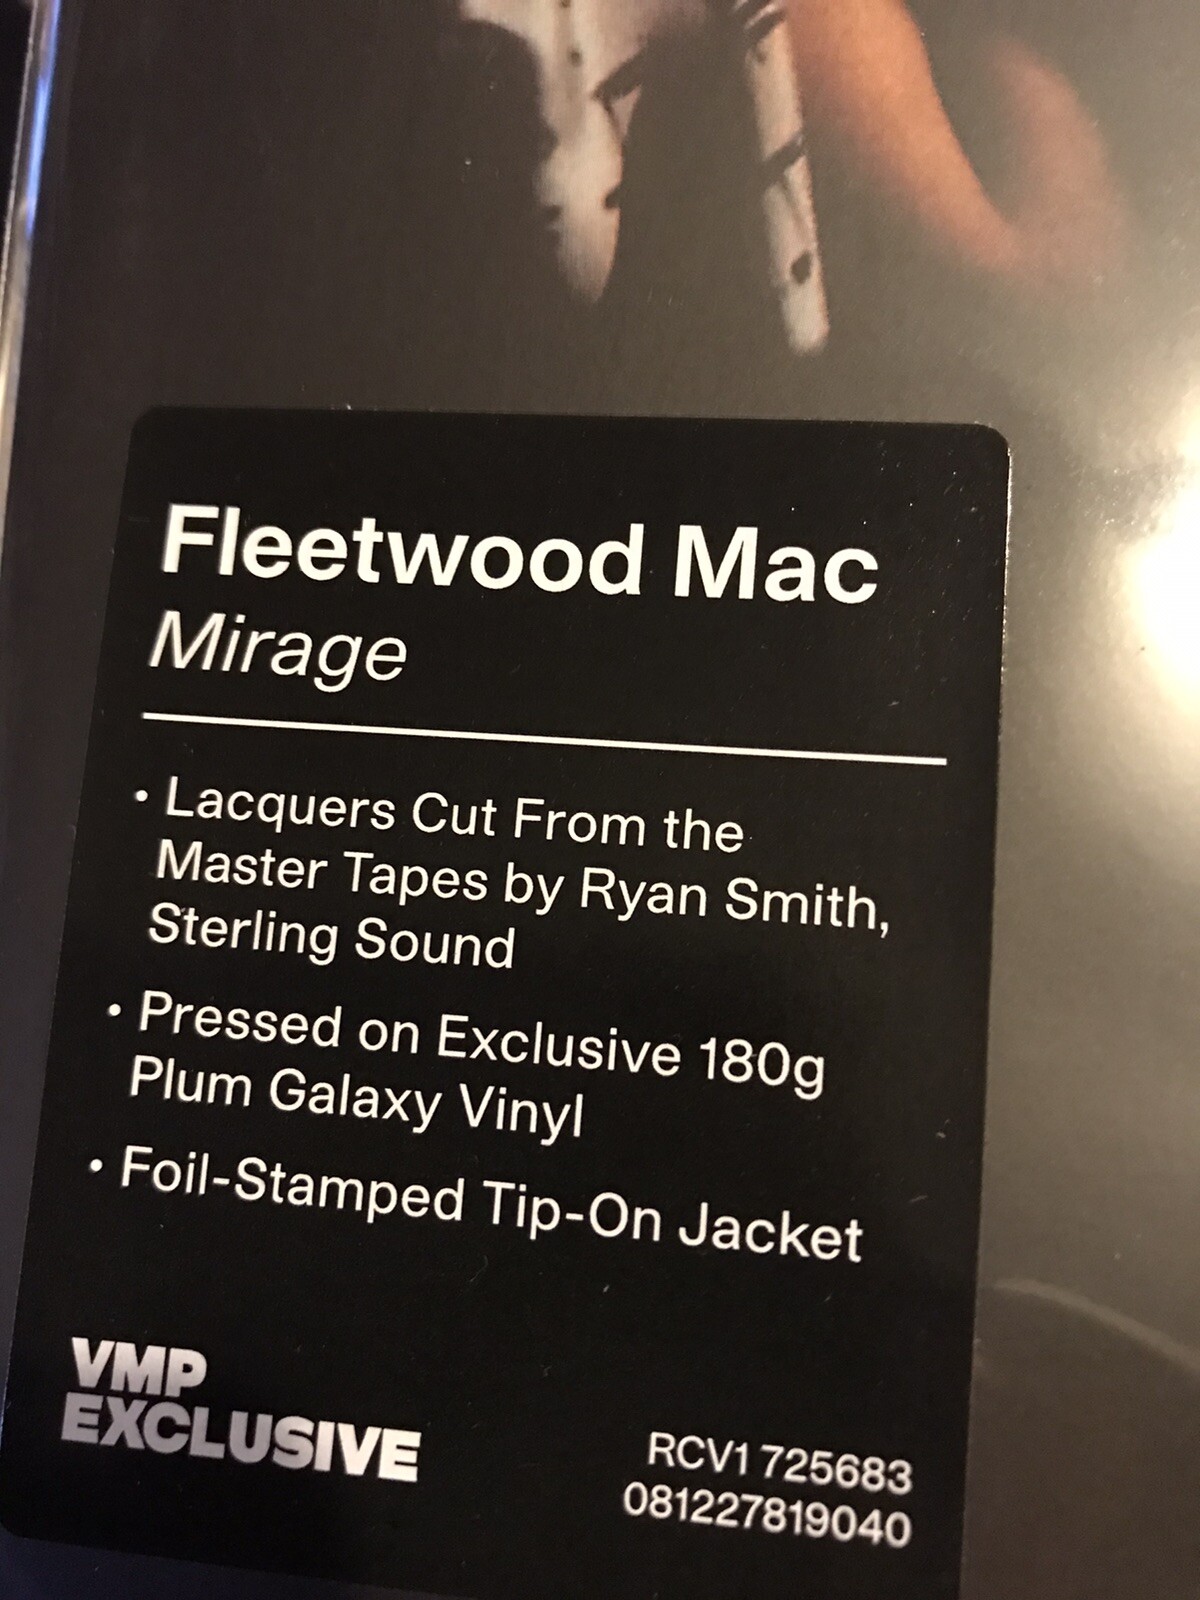 Fleetwood Mac
Mirage
• Lacquers Cut From the
Master Tapes by Ryan Smith,
Sterling Sound
• Pressed on Exclusive 180g
Plum Galaxy Vinyl
• Foil-Stamped Tip-On Jacket
VMP
EXCLUSIVE
RCV1 725683
081227819040